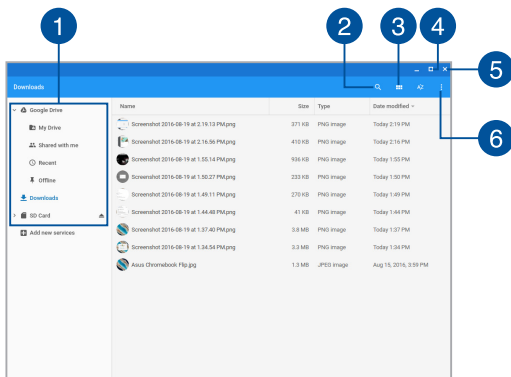 1
2
3
4
5
6
Downloads
AZ
Google Drive
My Drive
Shared with me
Recent
Offline
Downloads
SD Card
Add new services
Name Size Type Date modified
Screenshot 2016-08-19 at 2.19.13 PM.png 371 KB PNG image Today 2:19 PM
Screenshot 2016-08-19 at 2.16.56 PM.png 410 KB PNG image Today 2:16 PM
Screenshot 2016-08-19 at 1.55.14 PM.png 936 KB PNG image Today 1:55 PM
Screenshot 2016-08-19 at 1.50.27 PM.png 233 KB PNG image Today 1:50 PM
Screenshot 2016-08-19 at 1.49.11 PM.png 270 KB PNG image Today 1:49 PM
Screenshot 2016-08-19 at 1.44.48 PM.png 41 KB PNG image Today 1:44 PM
Screenshot 2016-08-19 at 1.37.40 PM.png 3.8 MB PNG image Today 1:37 PM
Screenshot 2016-08-19 at 1.34.54 PM.png 3.3 MB PNG image Today 1:34 PM
Asus Chromebook Flip.jpg 1.3 MB JPEG image Aug 15, 2016, 3:59 PM